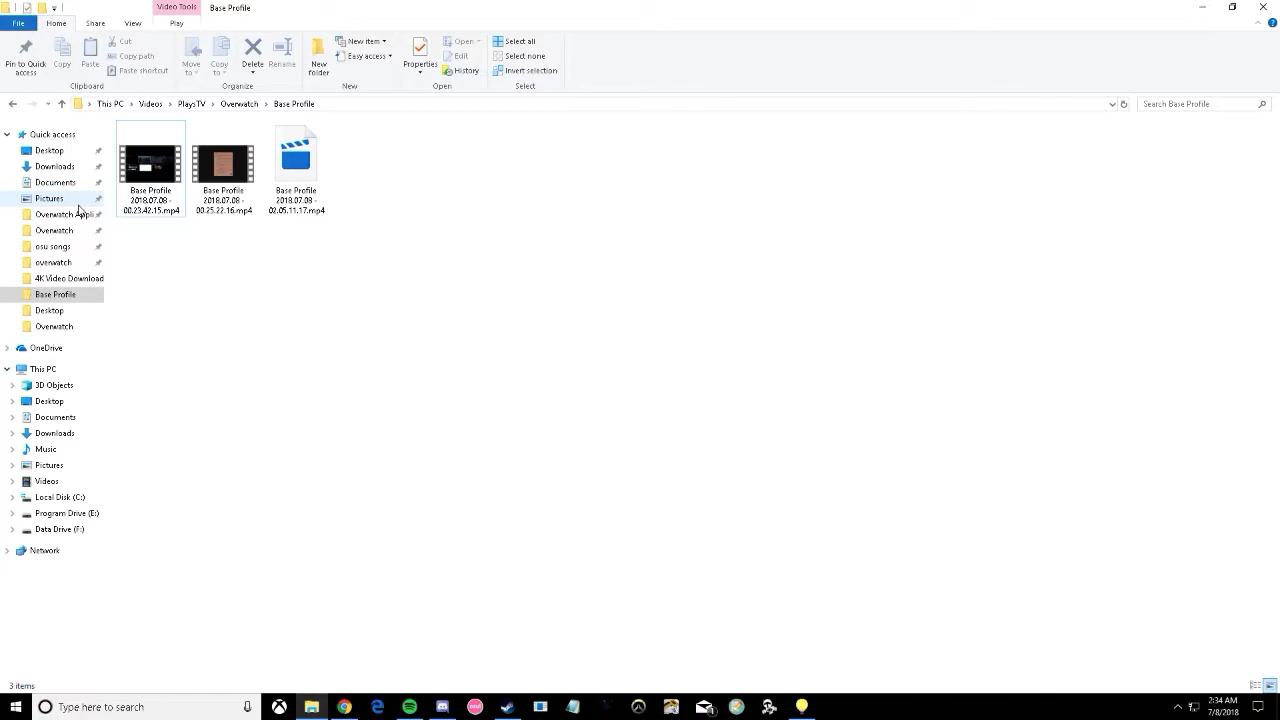 Video Tools Base Profile
File Home Share View Play
Pin to Quick access
Copy
Paste
Cut
Copy path
Paste shortcut
Clipboard
Move to
Copy to
Delete
Rename
Organize
New folder
New item
Easy access
New
Properties
Open
Edit
History
Open
Select all
Select none
Invert selection
Select
This PC Videos PlaysTV Overwatch Base Profile
Search Base Profile
Quick access
Desktop
Downloads
Documents
Pictures
Overwatch Appli
Overwatch
osu songs
overwatch
4K Video Download
Base Profile
Desktop
Overwatch
OneDrive
This PC
3D Objects
Desktop
Documents
Downloads
Music
Pictures
Videos
Local Disk (C:)
Program Drive (E:)
Data Drive (F:)
Network
Base Profile
2018.07.08 -
00.23.42.15.mp4
Base Profile
2018.07.08 -
00.25.22.16.mp4
Base Profile
2018.07.08 -
02.05.11.17.mp4
3 items
Type here to search
2:34 AM
7/8/2018